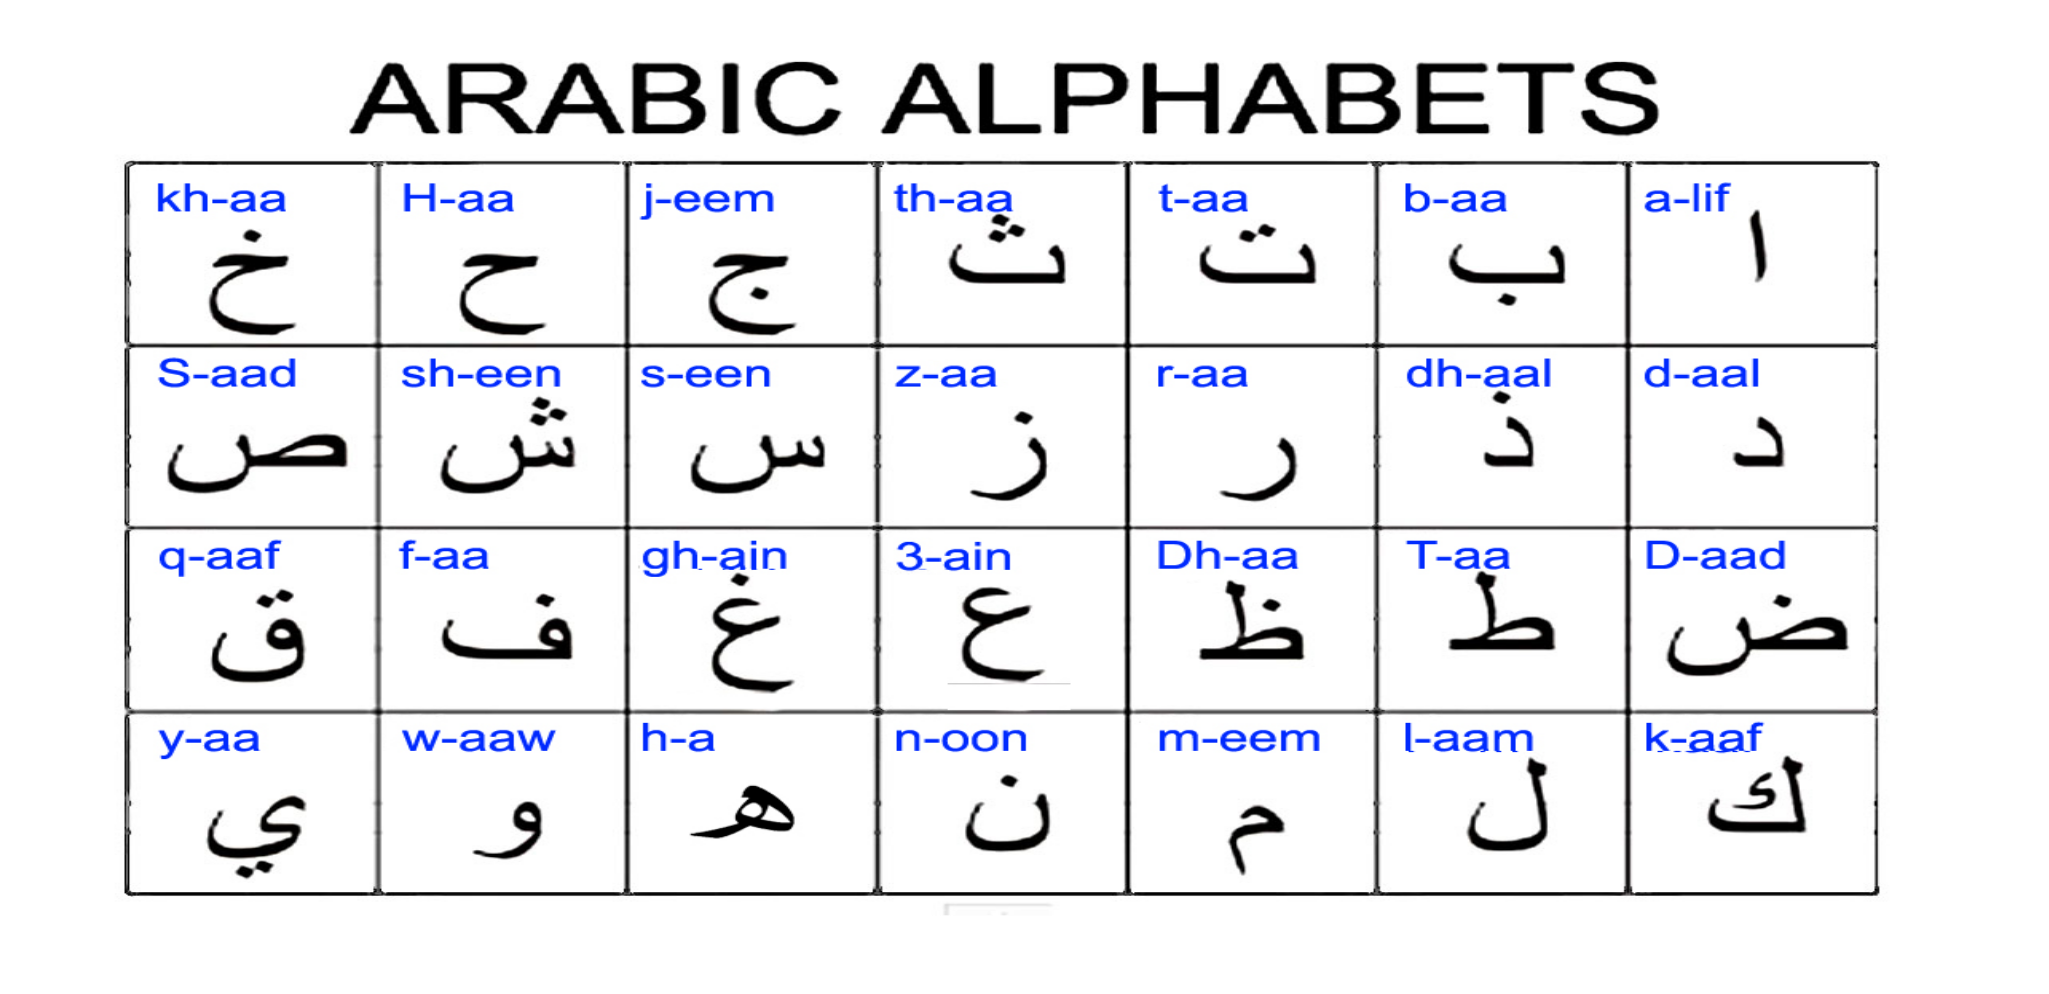 ARABIC ALPHABETS
kh-aa H-aa j-eem th-aa t-aa b-aa a-lif
خ ح ج ث ت ب ا
S-aad sh-een s-een z-aa r-aa dh-aal d-aal
ص ش س ز ر ذ د
q-aaf f-aa gh-ain 3-ain Dh-aa T-aa D-aad
ق ف غ ع ظ ط ض
y-aa w-aaw h-a n-oon m-eem l-aam k-aaf
ي و ه ن م ل ك